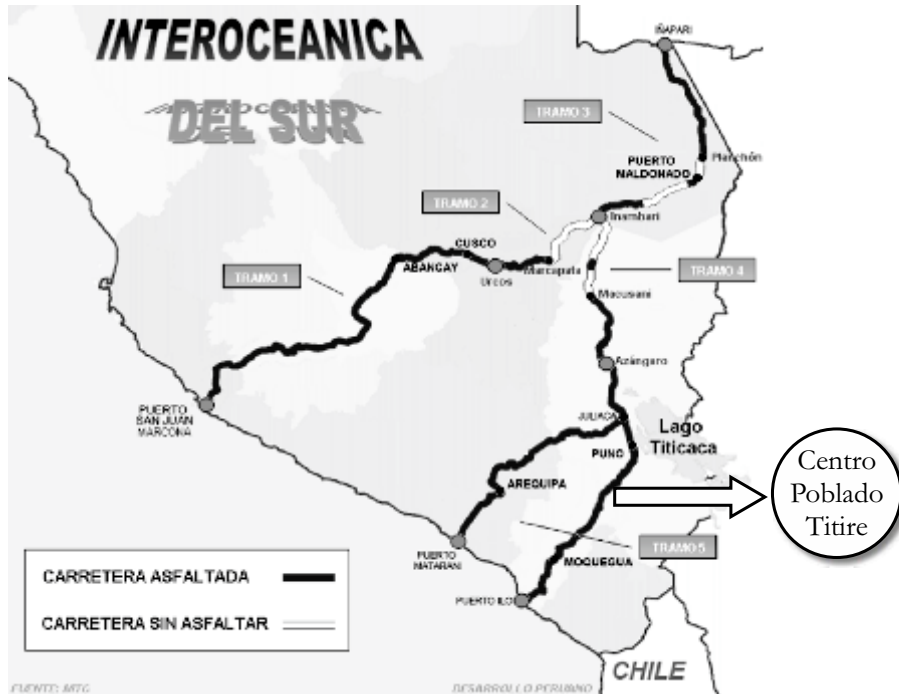 INTEROCEANICA
DEL SUR
IÑAPARI
TRAMO 3
Planchón
PUERTO
MALDONADO
TRAMO 2
Inambari
CUSCO
ABANCAY
Marcapata
Urcos
TRAMO 1
TRAMO 4
Macusani
Azángaro
PUERTO
SAN JUAN
MARCONA
JULIACA
Lago
Titicaca
PUNO
Centro
Poblado
Titire
AREQUIPA
PUERTO
MATARANI
TRAMO 5
MOQUEGUA
PUERTO ILO
CARRETERA ASFALTADA
CARRETERA SIN ASFALTAR
CHILE
FUENTE: MTC
DESARROLLO PERUANO